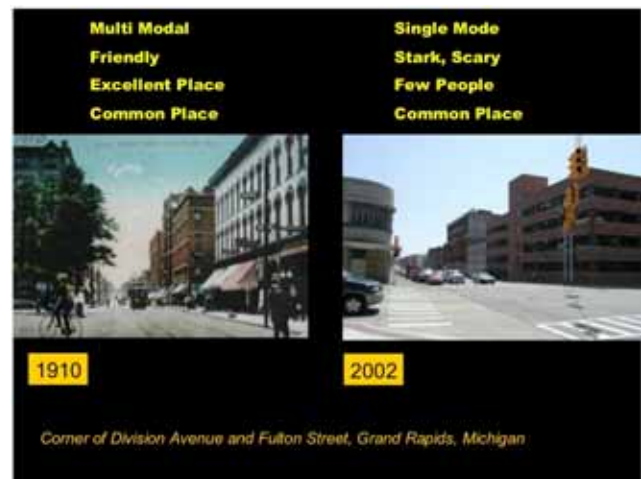 Multi Modal
Friendly
Excellent Place
Common Place
Single Mode
Stark, Scary
Few People
Common Place
1910
2002
Corner of Division Avenue and Fulton Street, Grand Rapids, Michigan